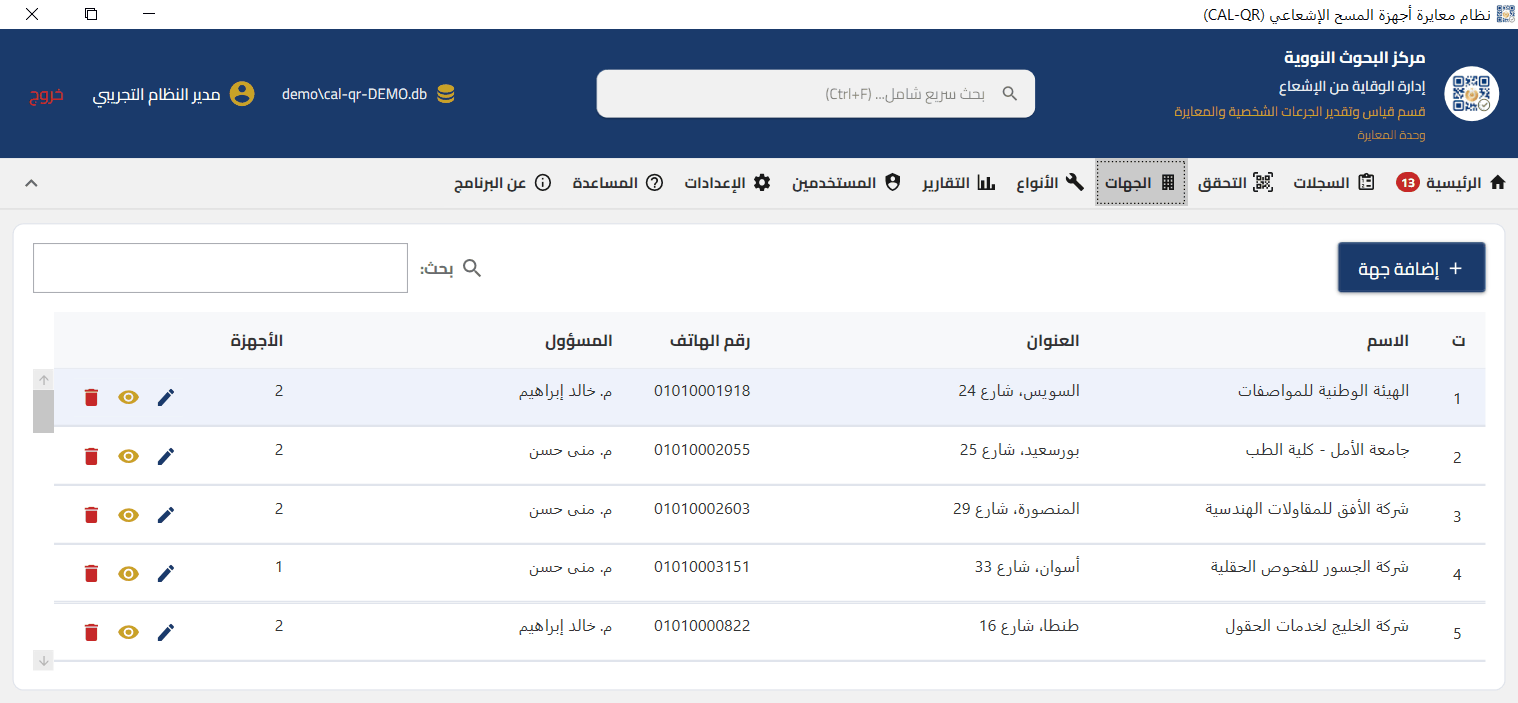 نظام معايرة أجهزة المسح الإشعاعي (CAL-QR)
مركز البحوث النووية
إدارة الوقاية من الإشعاع
قسم قياس وتقدير الجرعات الشخصية والمعايرة
وحدة المعايرة
بحث سريع شامل... (Ctrl+F)
demo\cal-qr-DEMO.db
مدير النظام التجريبي
خروج
الرئيسية 13 السجلات التحقق الجهات الأنواع التقارير المستخدمين الإعدادات المساعدة عن البرنامج
+ إضافة جهة
بحث:
ت الاسم العنوان رقم الهاتف المسؤول الأجهزة
1 الهيئة الوطنية للمواصفات السويس، شارع 24 01010001918 م. خالد إبراهيم 2
2 جامعة الأمل - كلية الطب بورسعيد، شارع 25 01010002055 م. منى حسن 2
3 شركة الأفق للمقاولات الهندسية المنصورة، شارع 29 01010002603 م. منى حسن 2
4 شركة الجسور للفحوص الحقلية أسوان، شارع 33 01010003151 م. منى حسن 1
5 شركة الخليج لخدمات الحقول طنطا، شارع 16 01010000822 م. خالد إبراهيم 2